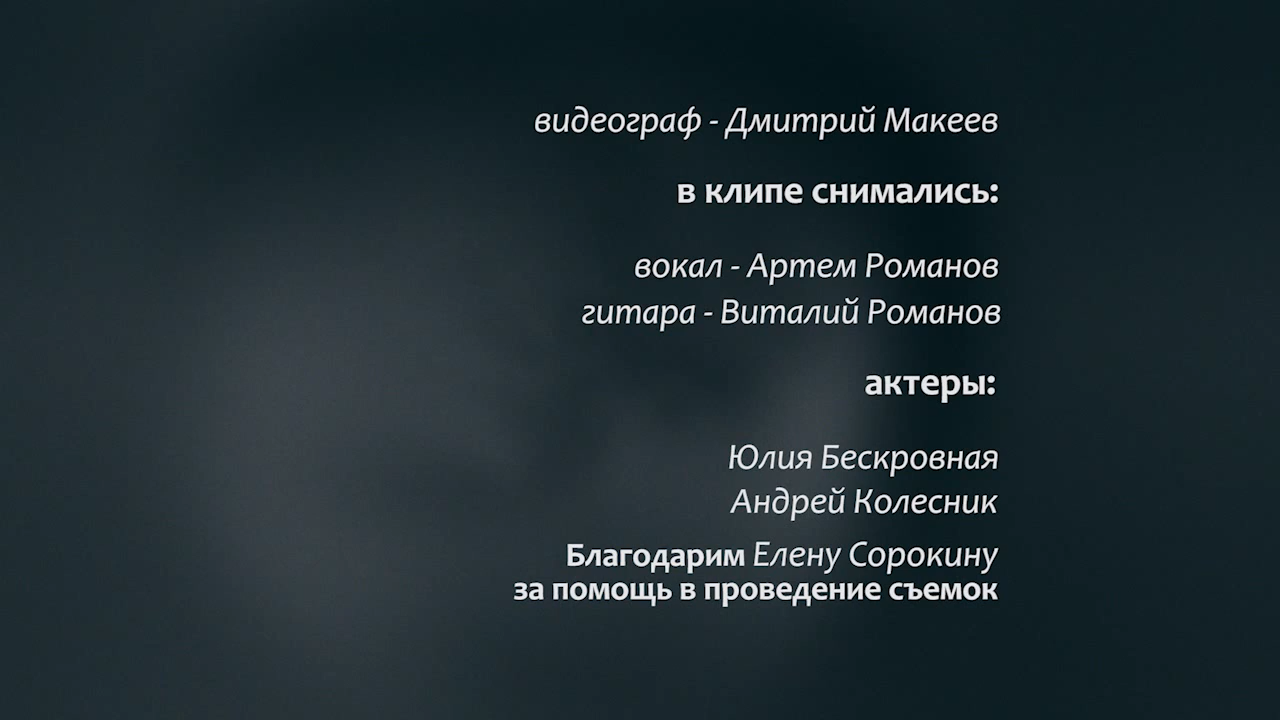 видеограф - Дмитрий Макеев
в клипе снимались:
вокал - Артем Романов
гитара - Виталий Романов
актеры:
Юлия Бескровная
Андрей Колесник
Благодарим Елену Сорокину
за помощь в проведение съемок